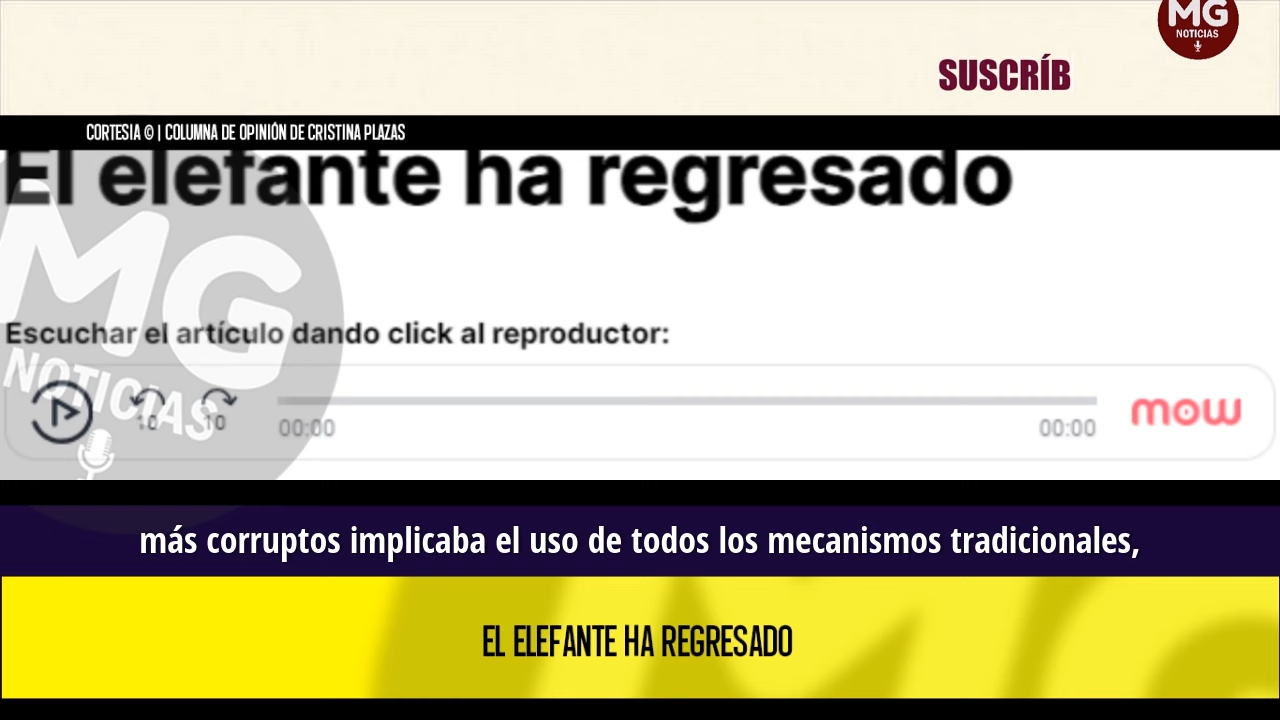 MG
NOTICIAS
SUSCRÍB
CORTESIA © | COLUMNA DE OPINIÓN DE CRISTINA PLAZAS
El elefante ha regresado
MG
NOTICIAS
Escuchar el artículo dando click al reproductor:
10 10
00:00 00:00
mow
más corruptos implicaba el uso de todos los mecanismos tradicionales,
EL ELEFANTE HA REGRESADO